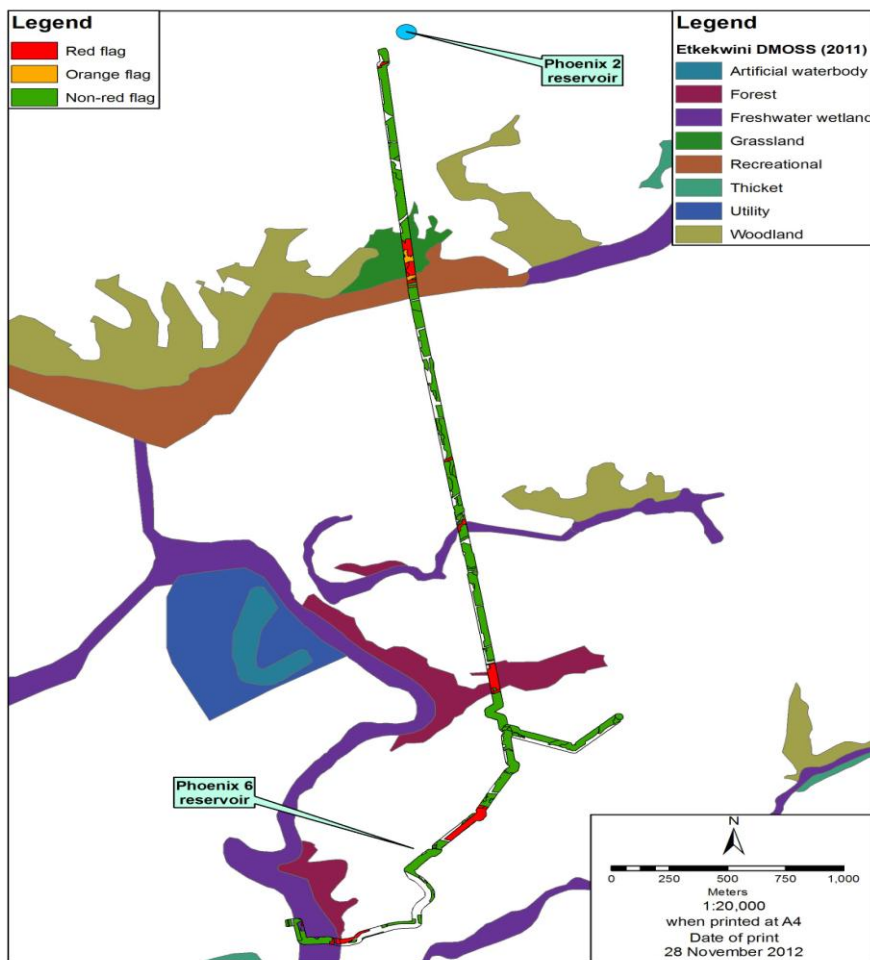 Legend
Red flag
Orange flag
Non-red flag
Phoenix 2
reservoir
Legend
Etkekwini DMOSS (2011)
Artificial waterbody
Forest
Freshwater wetland
Grassland
Recreational
Thicket
Utility
Woodland
Phoenix 6
reservoir
N
0 250 500 750 1,000
Meters
1:20,000
when printed at A4
Date of print
28 November 2012